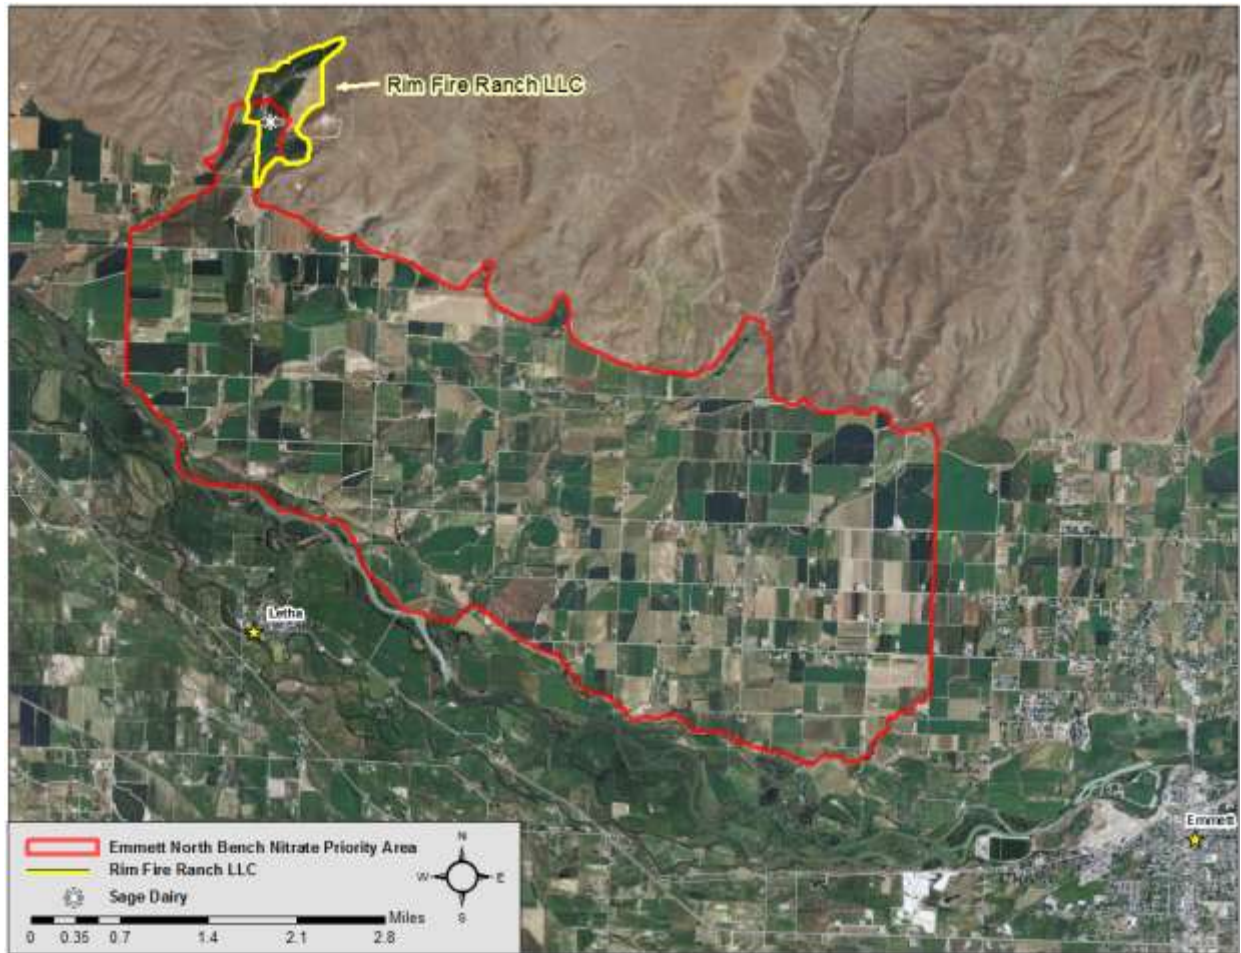 Rim Fire Ranch LLC
Letha
Emmett
Emmett North Bench Nitrate Priority Area
Rim Fire Ranch LLC
Sage Dairy
N
W
E
S
Miles
0 0.35 0.7 1.4 2.1 2.8